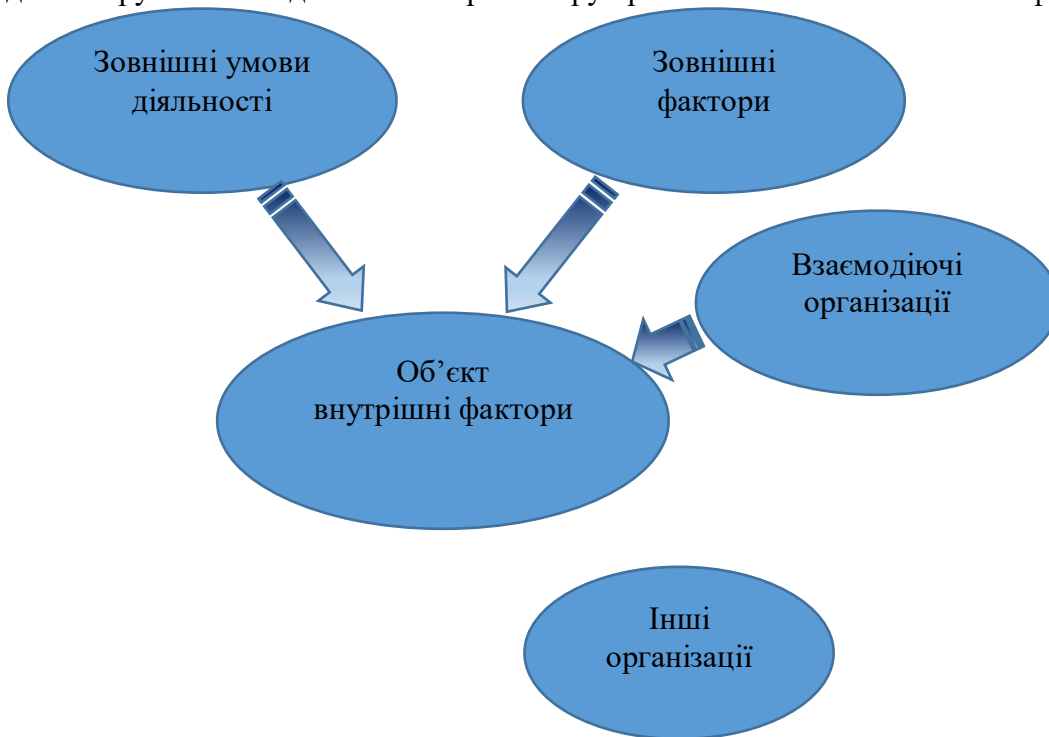 Зовнішні умови
діяльності
Зовнішні
фактори
Взаємодіючі
організації
Об’єкт
внутрішні фактори
Інші
організації